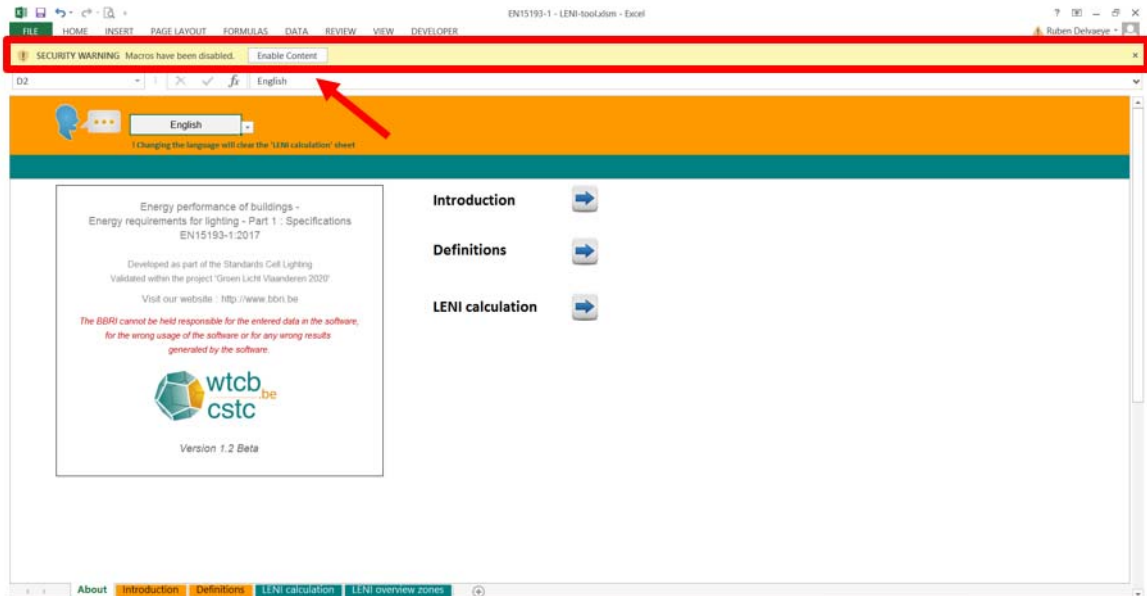 EN15193-1 - LENI-tool.xlsm - Excel
FILE HOME INSERT PAGE LAYOUT FORMULAS DATA REVIEW VIEW DEVELOPER
Ruben Delvaeye
SECURITY WARNING Macros have been disabled. Enable Content
D2 fx English
English
! Changing the language will clear the 'LENI calculation' sheet
Energy performance of buildings -
Energy requirements for lighting - Part 1 : Specifications
EN15193-1:2017
Developed as part of the Standards Cell Lighting
Validated within the project 'Groen Licht Vlaanderen 2020'
Visit our website : http://www.bbri.be
The BBRI cannot be held responsible for the entered data in the software,
for the wrong usage of the software or for any wrong results
generated by the software.
wtcb.be
cstc
Version 1.2 Beta
Introduction
Definitions
LENI calculation
About Introduction Definitions LENI calculation LENI overview zones